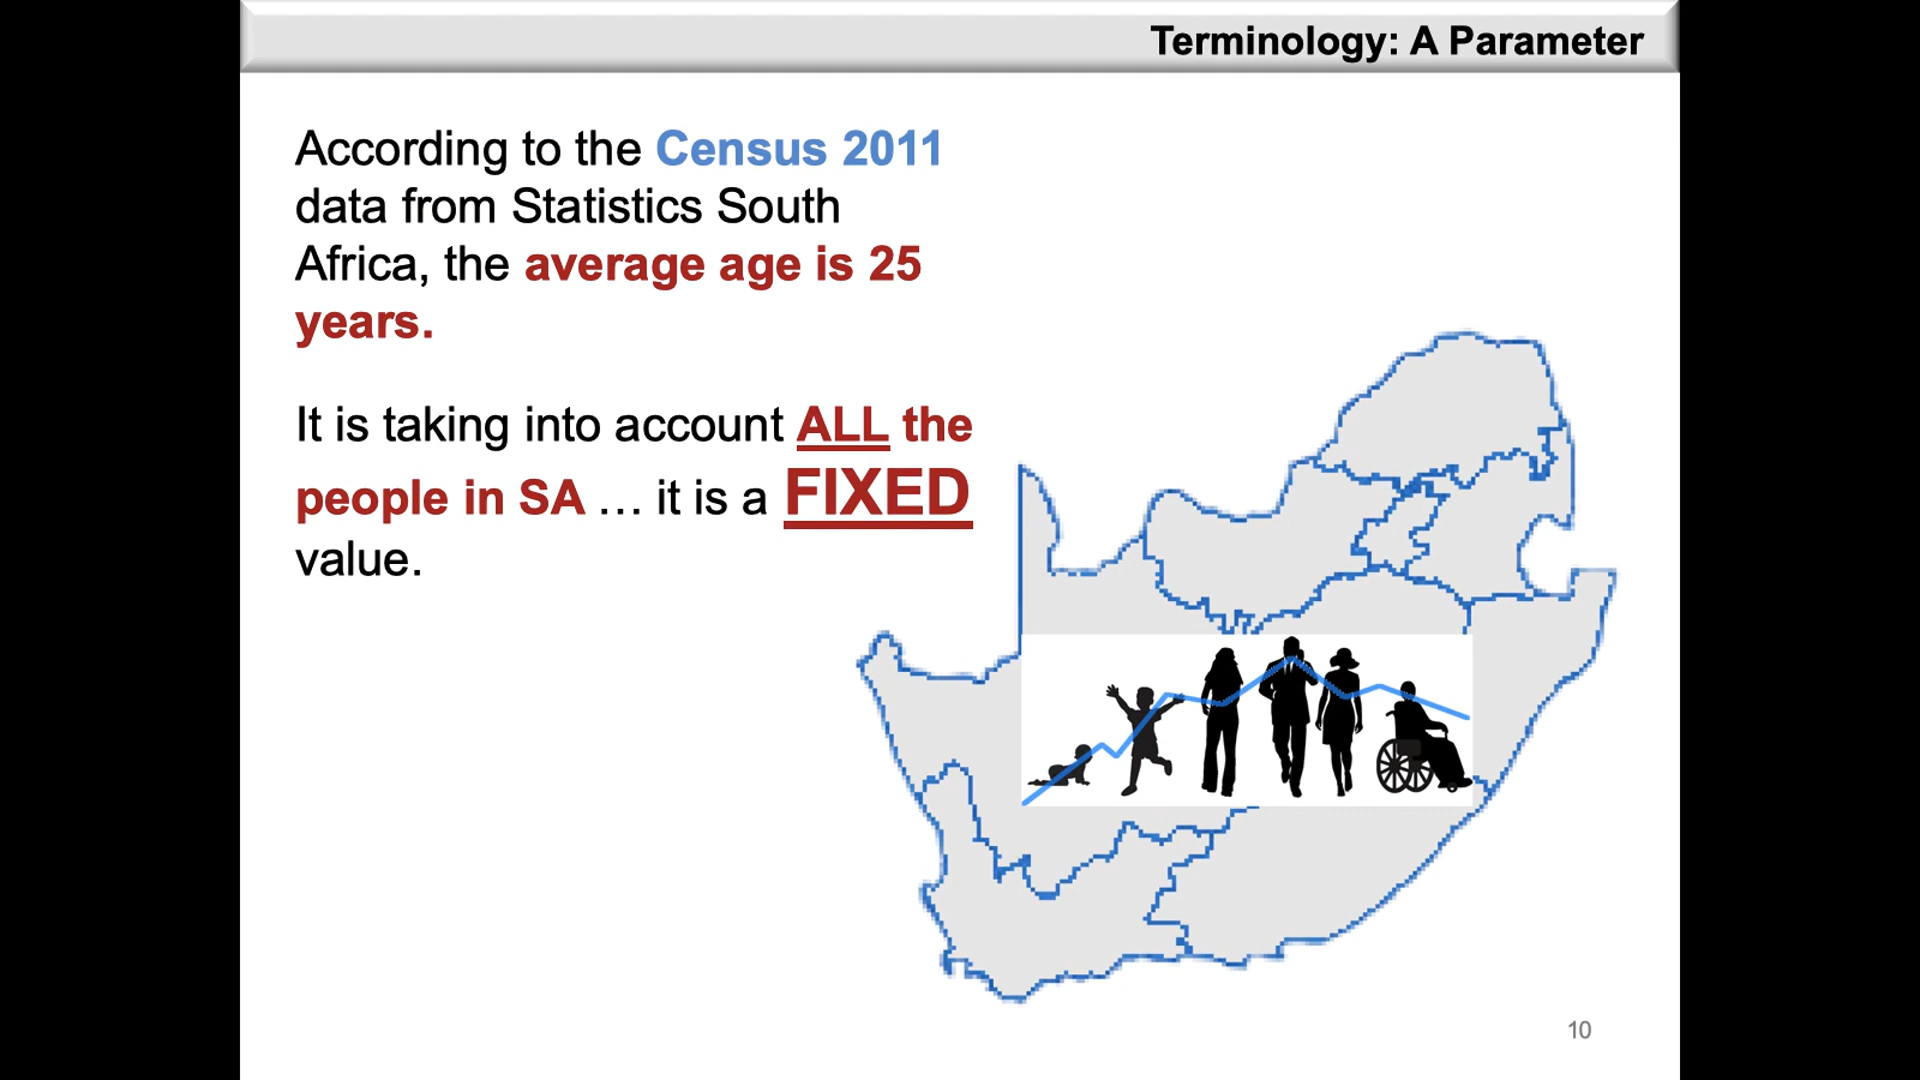 Terminology: A Parameter
According to the Census 2011
data from Statistics South
Africa, the average age is 25
years.
It is taking into account ALL the
people in SA … it is a FIXED
value.
10